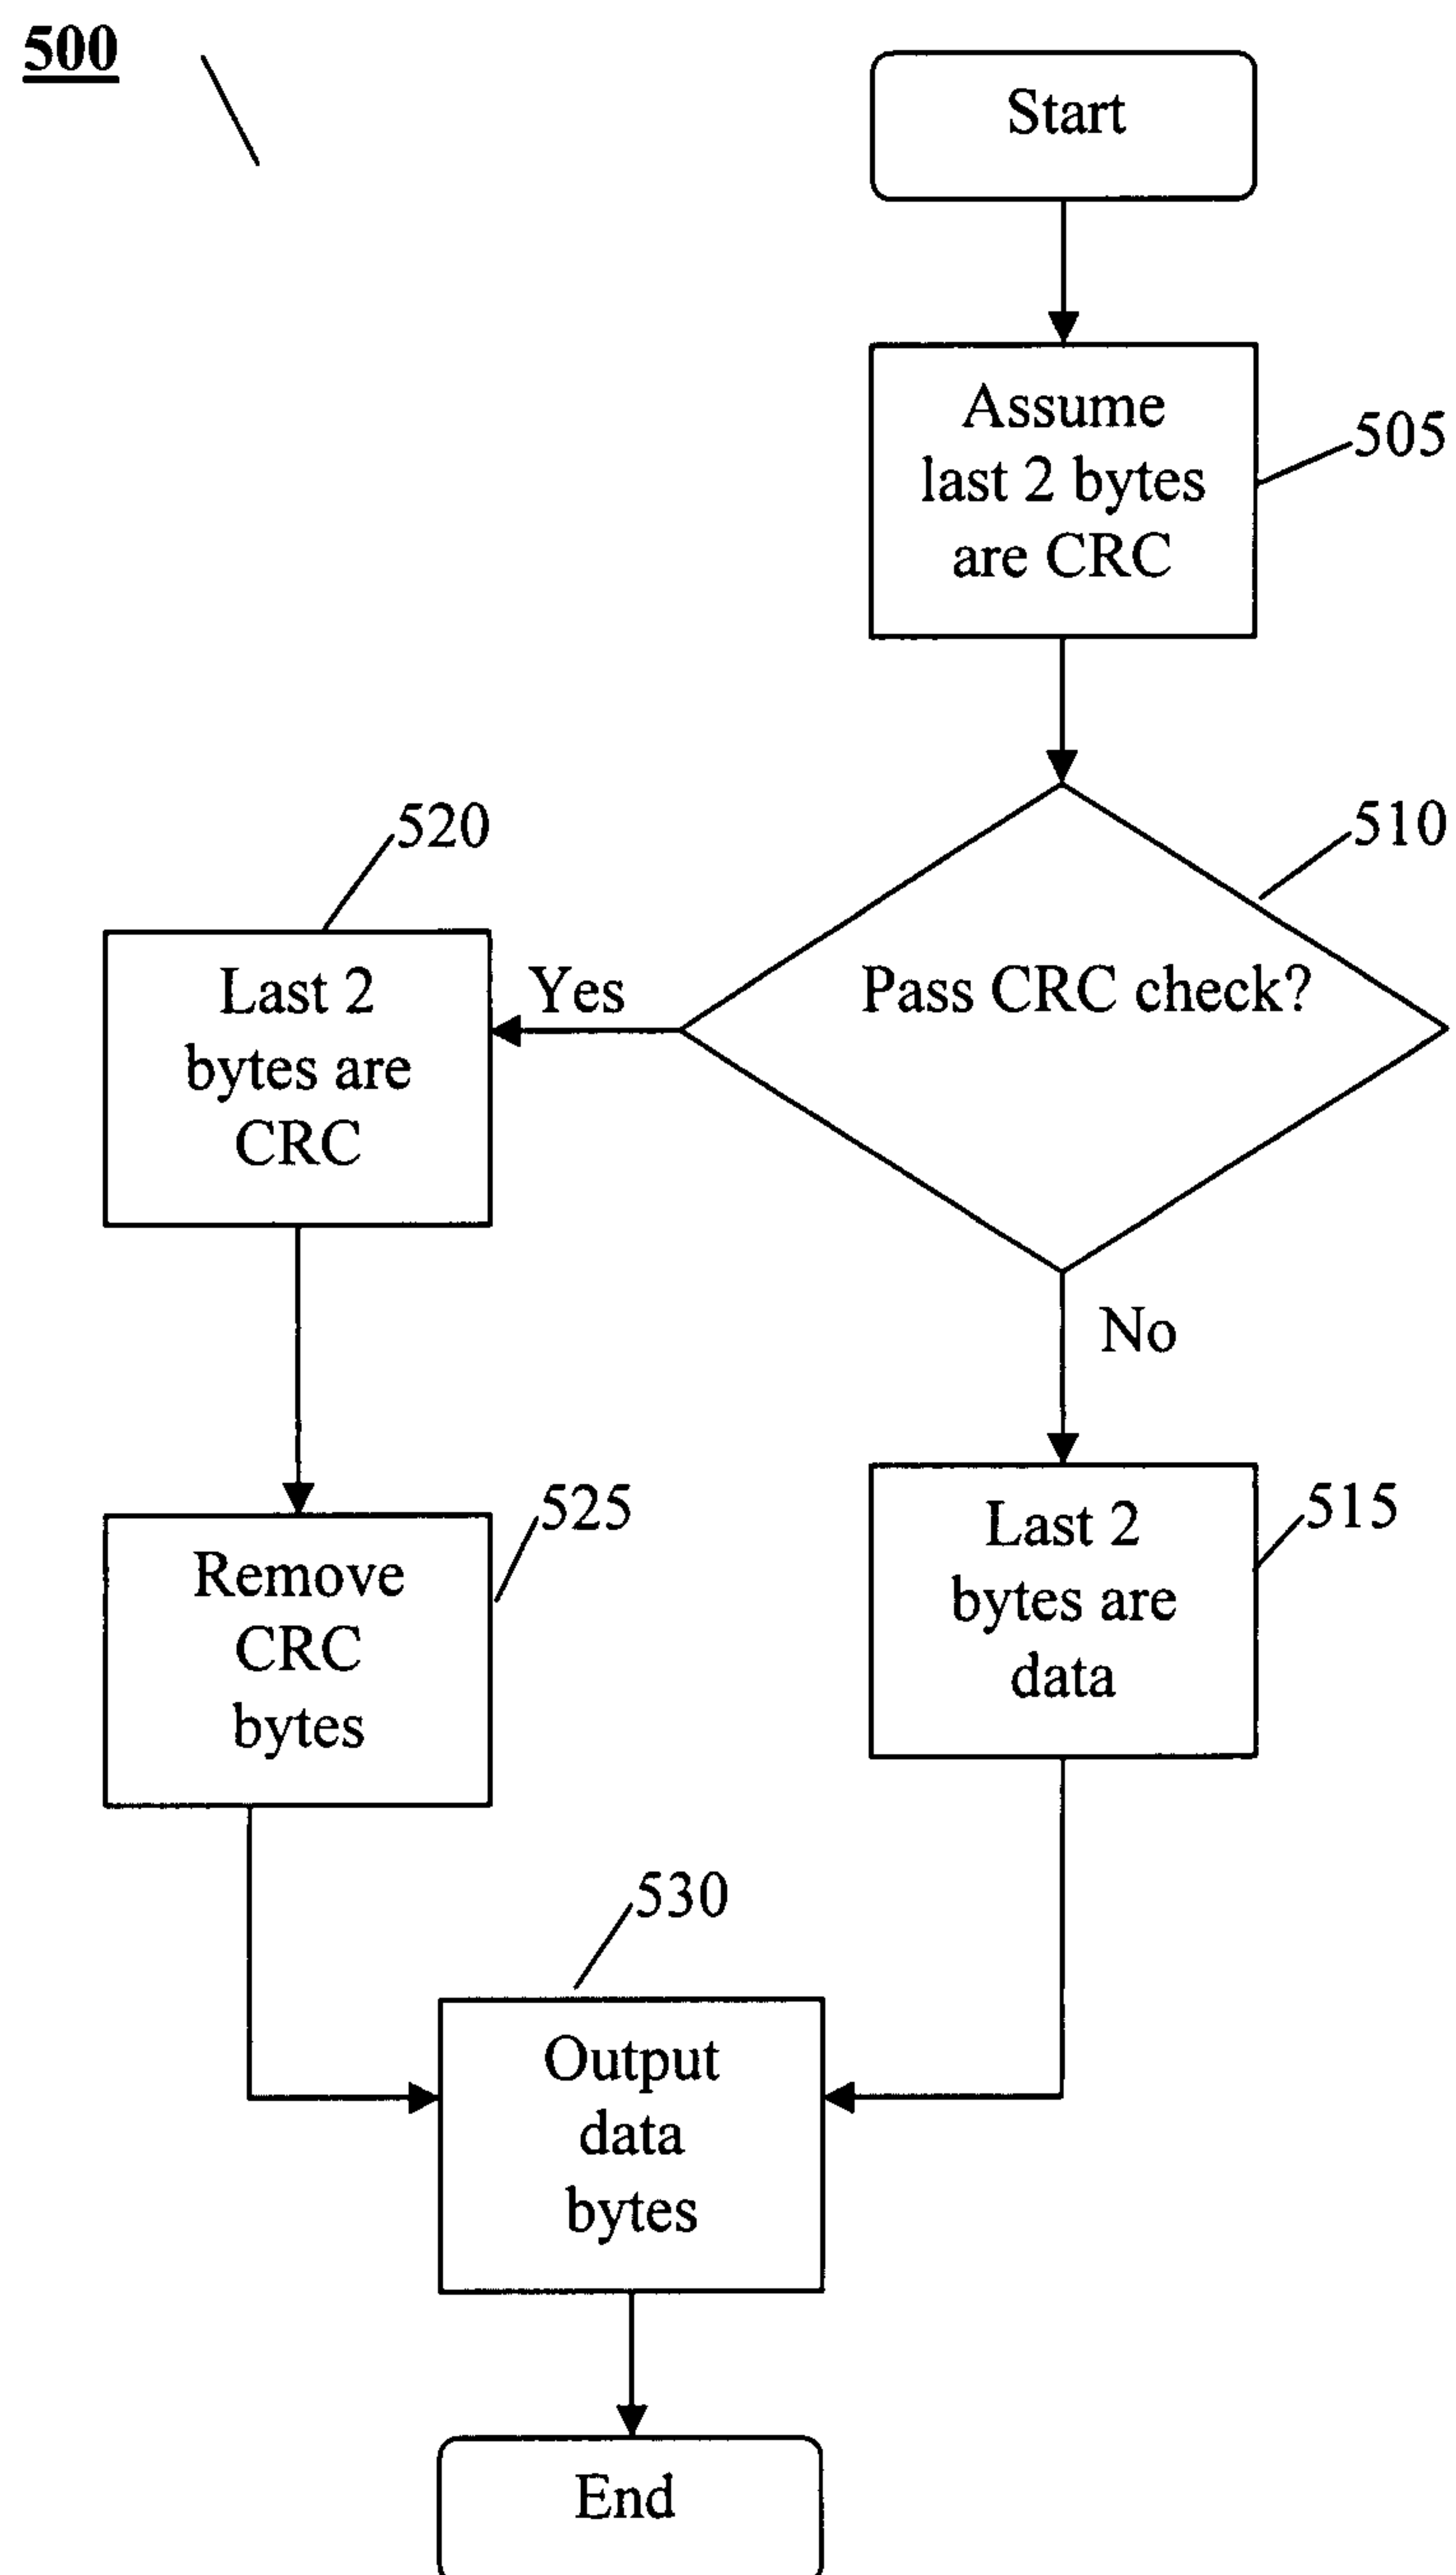 500
Start
Assume
last 2 bytes
are CRC
505
510
Pass CRC check?
Yes
520
Last 2
bytes are
CRC
No
525
Remove
CRC
bytes
515
Last 2
bytes are
data
530
Output
data
bytes
End